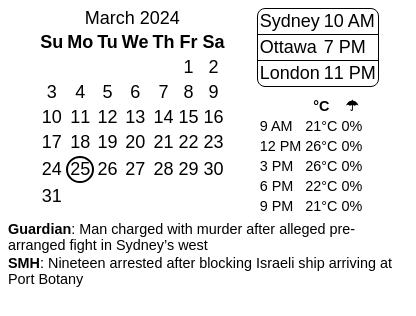 March 2024
Su Mo Tu We Th Fr Sa
1 2
3 4 5 6 7 8 9
10 11 12 13 14 15 16
17 18 19 20 21 22 23
24 25 26 27 28 29 30
31
Sydney 10 AM
Ottawa 7 PM
London 11 PM
°C ☂
9 AM 21°C 0%
12 PM 26°C 0%
3 PM 26°C 0%
6 PM 22°C 0%
9 PM 21°C 0%
Guardian: Man charged with murder after alleged pre-
arranged fight in Sydney's west
SMH: Nineteen arrested after blocking Israeli ship arriving at
Port Botany